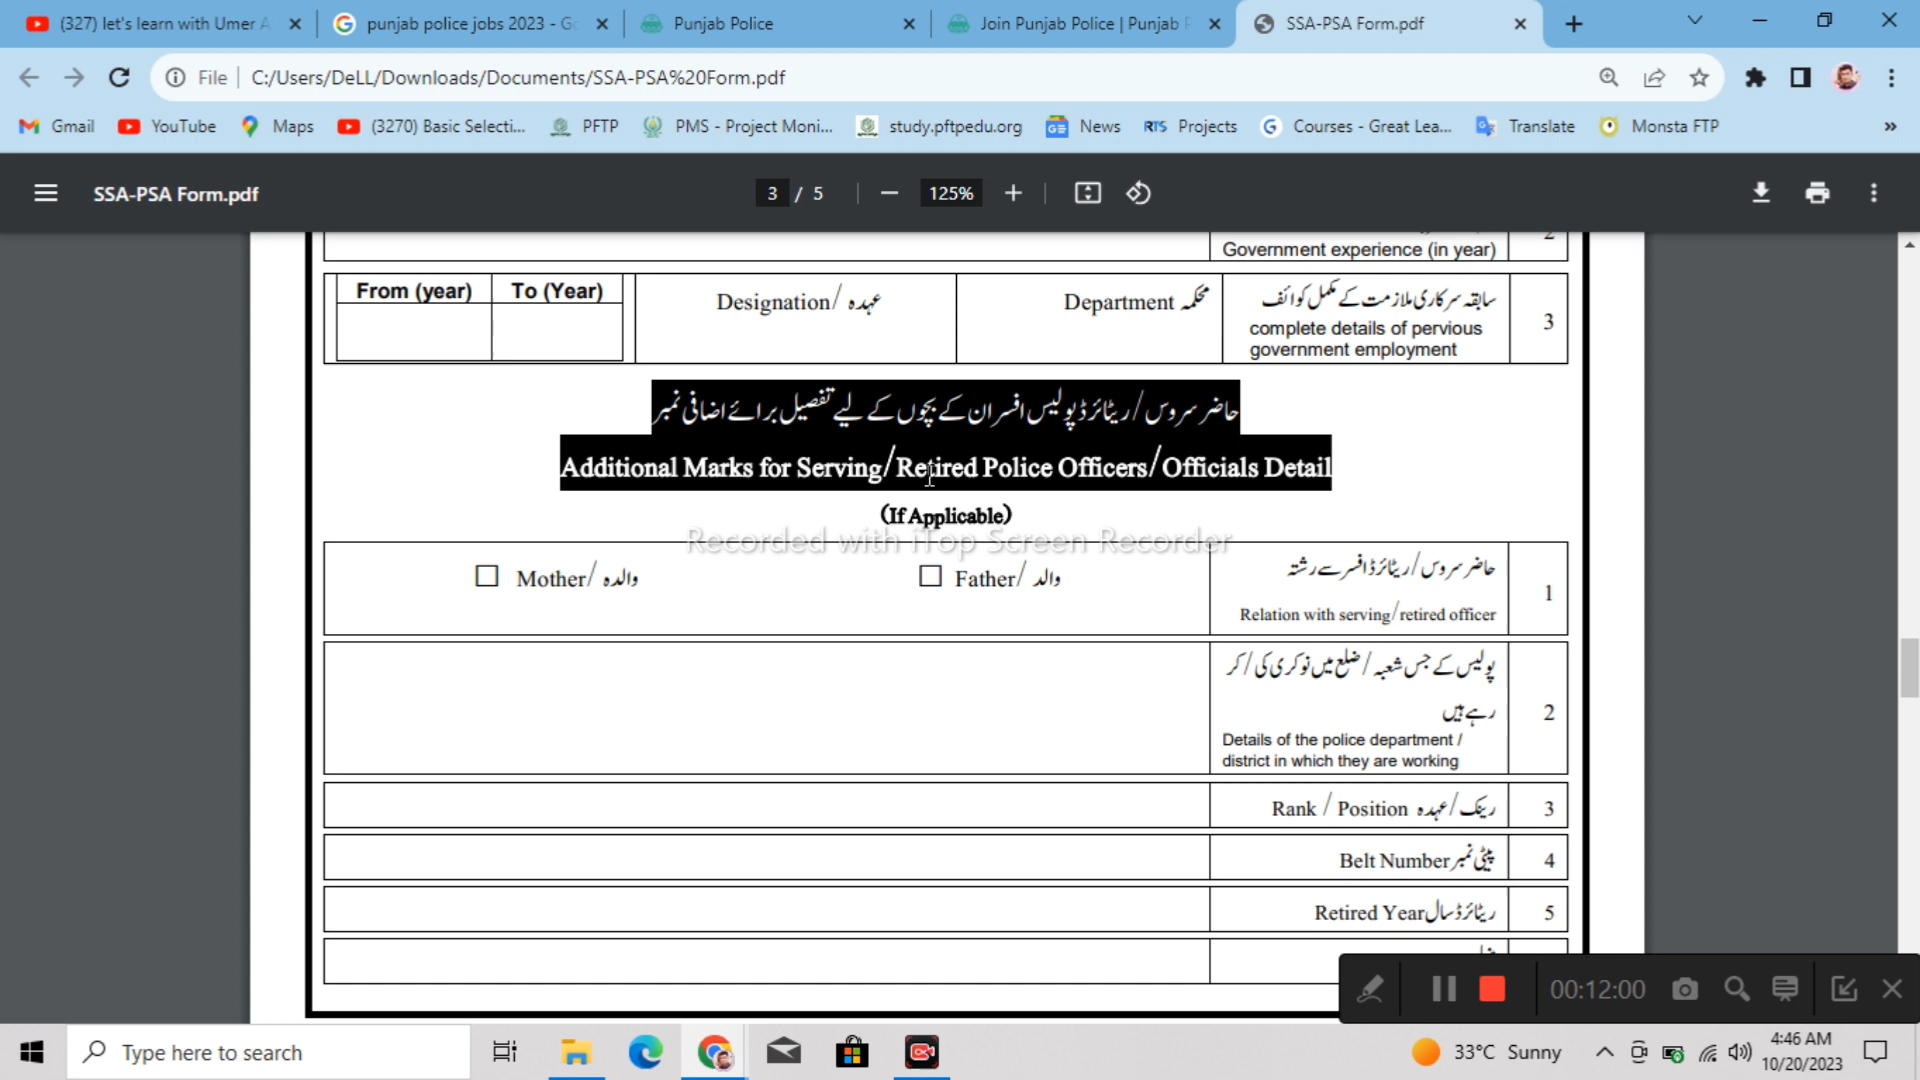 (327) let's learn with Umer A
punjab police jobs 2023 - Go
Punjab Police
Join Punjab Police | Punjab P
SSA-PSA Form.pdf
File
C:/Users/DeLL/Downloads/Documents/SSA-PSA%20Form.pdf
Gmail
YouTube
Maps
(3270) Basic Selecti...
PFTP
PMS - Project Moni...
study.pftpedu.org
News
RTS Projects
Courses - Great Lea...
Translate
Monsta FTP
SSA-PSA Form.pdf
3 / 5
125%
2
Government experience (in year)
From (year)
To (Year)
Designation/ عہدہ
Department محکمہ
سابقہ سرکاری ملازمت کے مکمل کوائف
complete details of pervious
government employment
3
حاضر سروس/ریٹائرڈ پولیس افسران کے بچوں کے لیے تفصیل برائے اضافی نمبر
Additional Marks for Serving/Retired Police Officers/Officials Detail
(If Applicable)
Recorded with iTop Screen Recorder
Mother/ والدہ
Father/ والد
حاضر سروس/ریٹائرڈ افسر سے رشتہ
Relation with serving/retired officer
1
پولیس کے جس شعبہ/ضلع میں نوکری کی/کر
رہے ہیں
Details of the police department /
district in which they are working
2
Rank / Position رینک/عہدہ
3
Belt Number پیٹی نمبر
4
Retired Year ریٹائرڈ سال
5
00:12:00
Type here to search
33°C Sunny
4:46 AM
10/20/2023